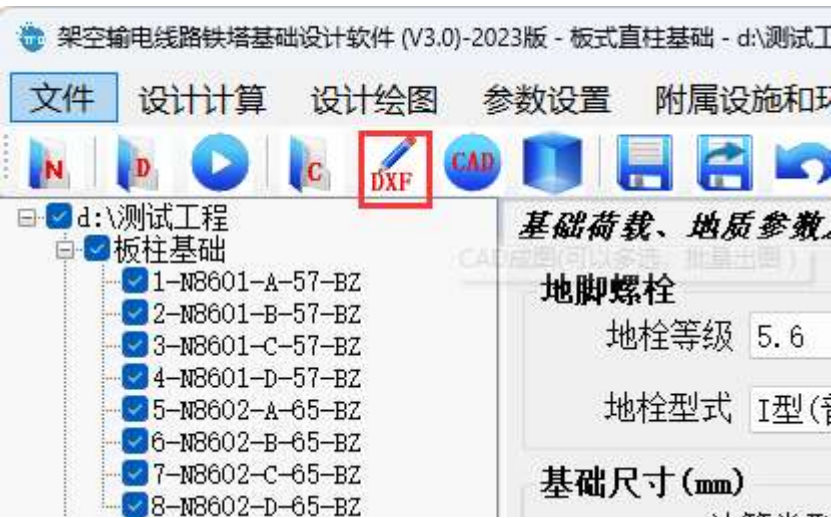 架空输电线路铁塔基础设计软件 (V3.0)-2023版 - 板式直柱基础 - d:\测试工
文件 设计计算 设计绘图 参数设置 附属设施和环
N D C DXF CAD
d:\测试工程
板柱基础
1-N8601-A-57-BZ
2-N8601-B-57-BZ
3-N8601-C-57-BZ
4-N8601-D-57-BZ
5-N8602-A-65-BZ
6-N8602-B-65-BZ
7-N8602-C-65-BZ
8-N8602-D-65-BZ
基础荷载、地质参数及
CAD成图(可以多选, 批量出图)
地脚螺栓
地栓等级 5.6
地栓型式 I型(普
基础尺寸(mm)